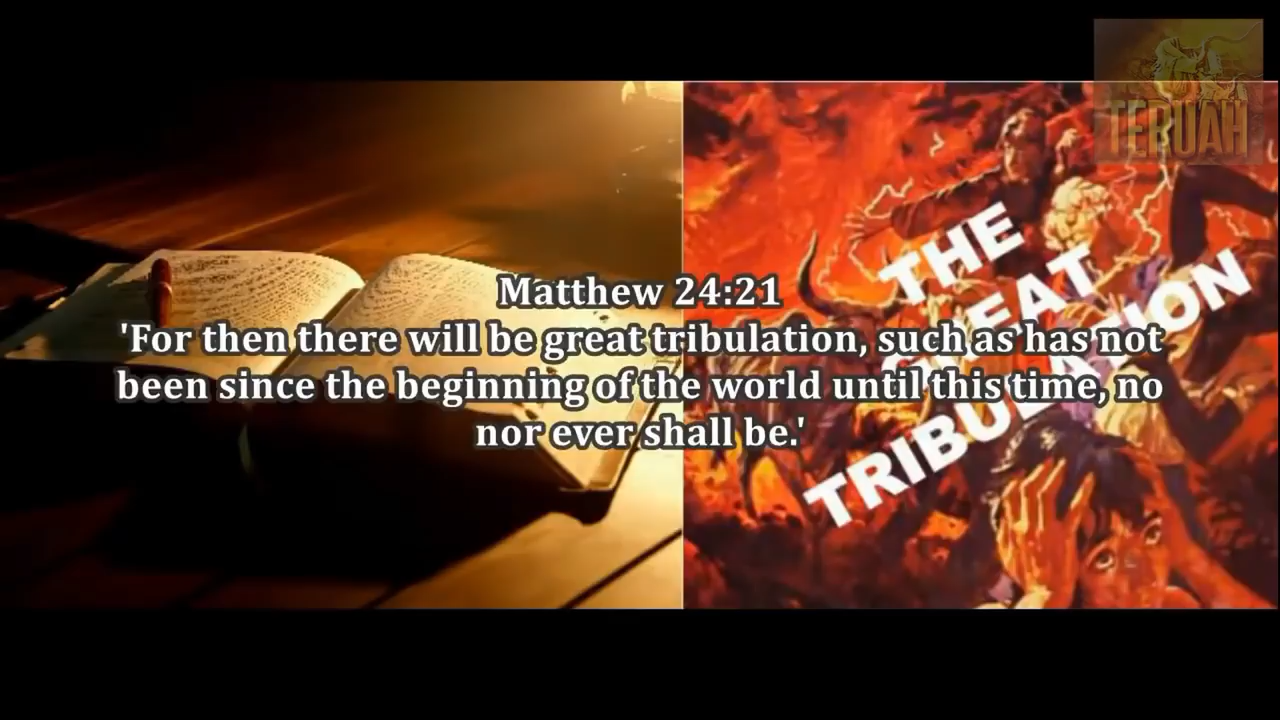 TERUAH
THE
GREAT
TRIBULATION
Matthew 24:21
'For then there will be great tribulation, such as has not
been since the beginning of the world until this time, no
nor ever shall be.'